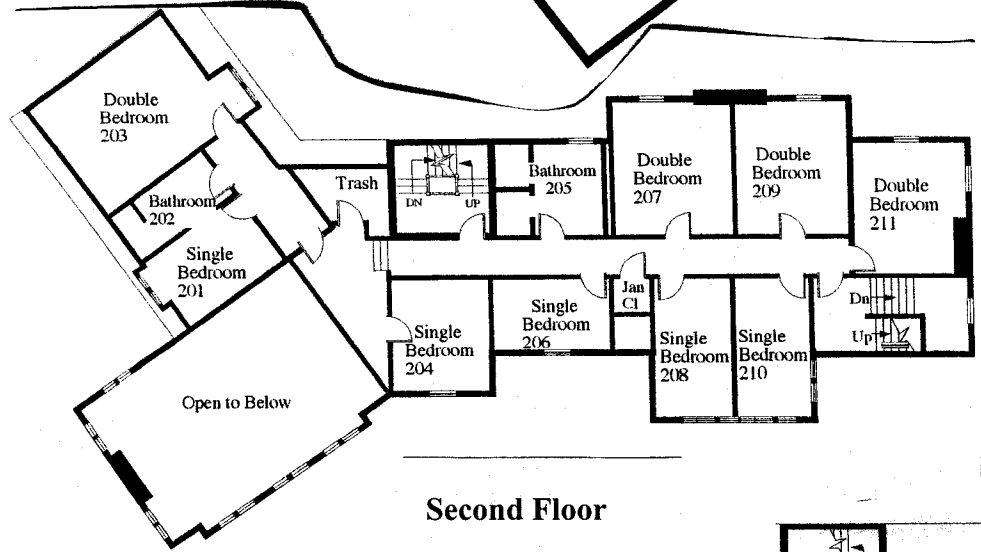 Double
Bedroom
203
Bathroom
202
Single
Bedroom
201
Trash
DN
UP
Bathroom
205
Double
Bedroom
207
Double
Bedroom
209
Double
Bedroom
211
Jan
Cl
Dn
Up
Single
Bedroom
204
Single
Bedroom
206
Single
Bedroom
208
Single
Bedroom
210
Open to Below
Second Floor